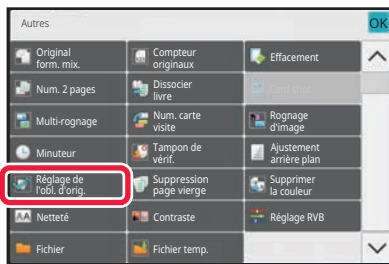 Autres
OK
Original
form. mix.
Compteur
originaux
Effacement
Num. 2 pages
Dissocier
livre
Multi-rognage
Num. carte
visite
Rognage
d'image
Minuteur
Tampon de
vérif.
Ajustement
arrière plan
Réglage de
l'obl. d'orig.
Suppression
page vierge
Supprimer
la couleur
Netteté
Contraste
Réglage RVB
Fichier
Fichier temp.